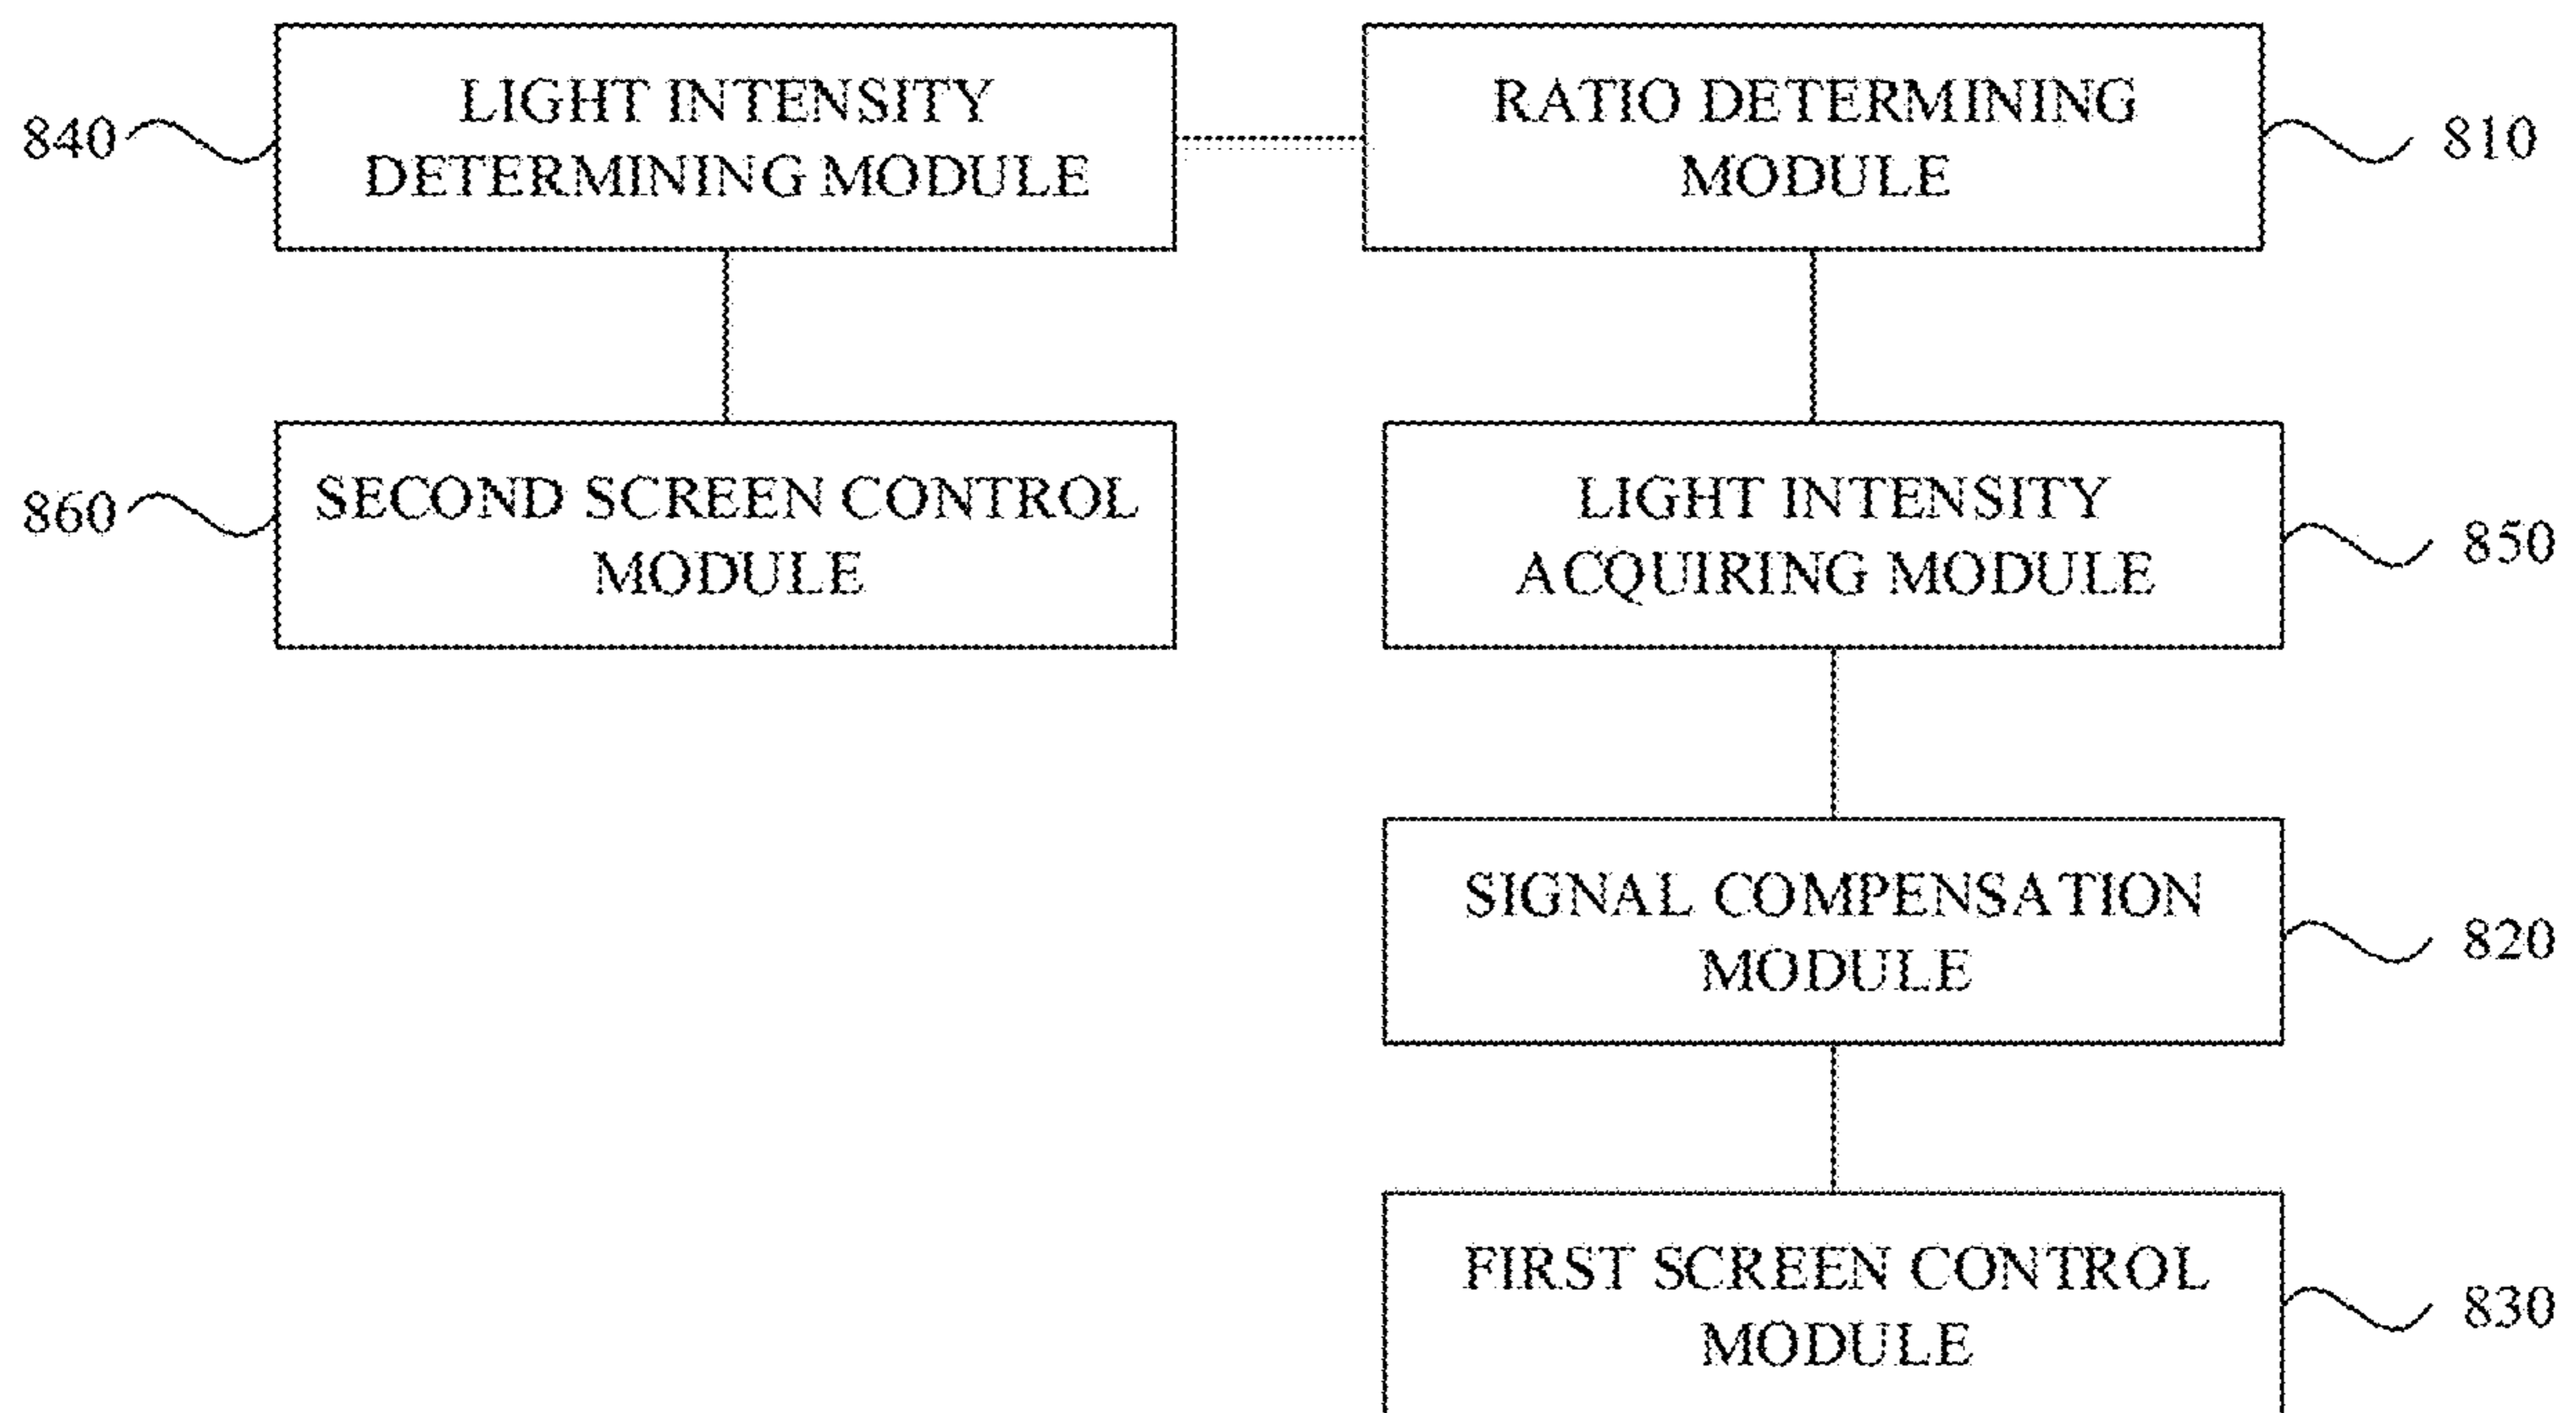 840
LIGHT INTENSITY
DETERMINING MODULE
RATIO DETERMINING
MODULE
810
860
SECOND SCREEN CONTROL
MODULE
LIGHT INTENSITY
ACQUIRING MODULE
850
SIGNAL COMPENSATION
MODULE
820
FIRST SCREEN CONTROL
MODULE
830